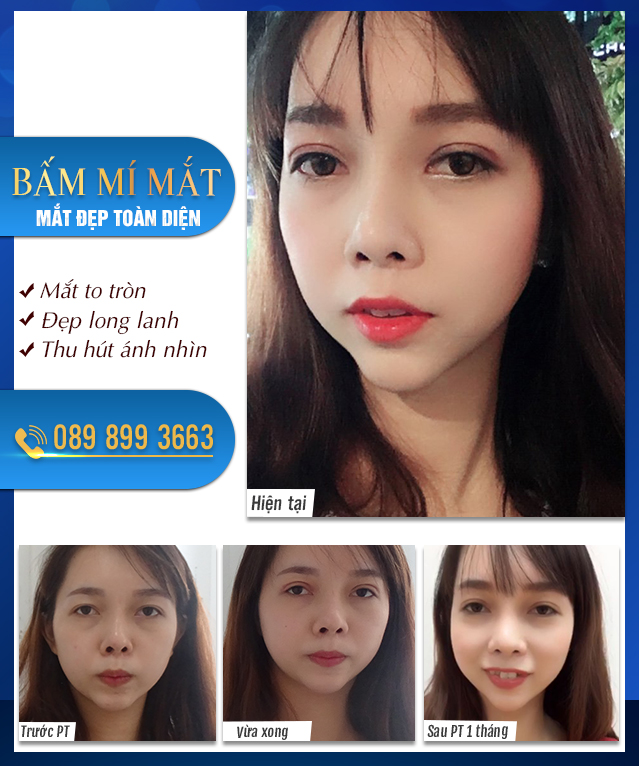 BẤM MÍ MẮT
MẮT ĐẸP TOÀN DIỆN
Mắt to tròn
Đẹp long lanh
Thu hút ánh nhìn
089 899 3663
Hiện tại
Trước PT
Vừa xong
Sau PT 1 tháng